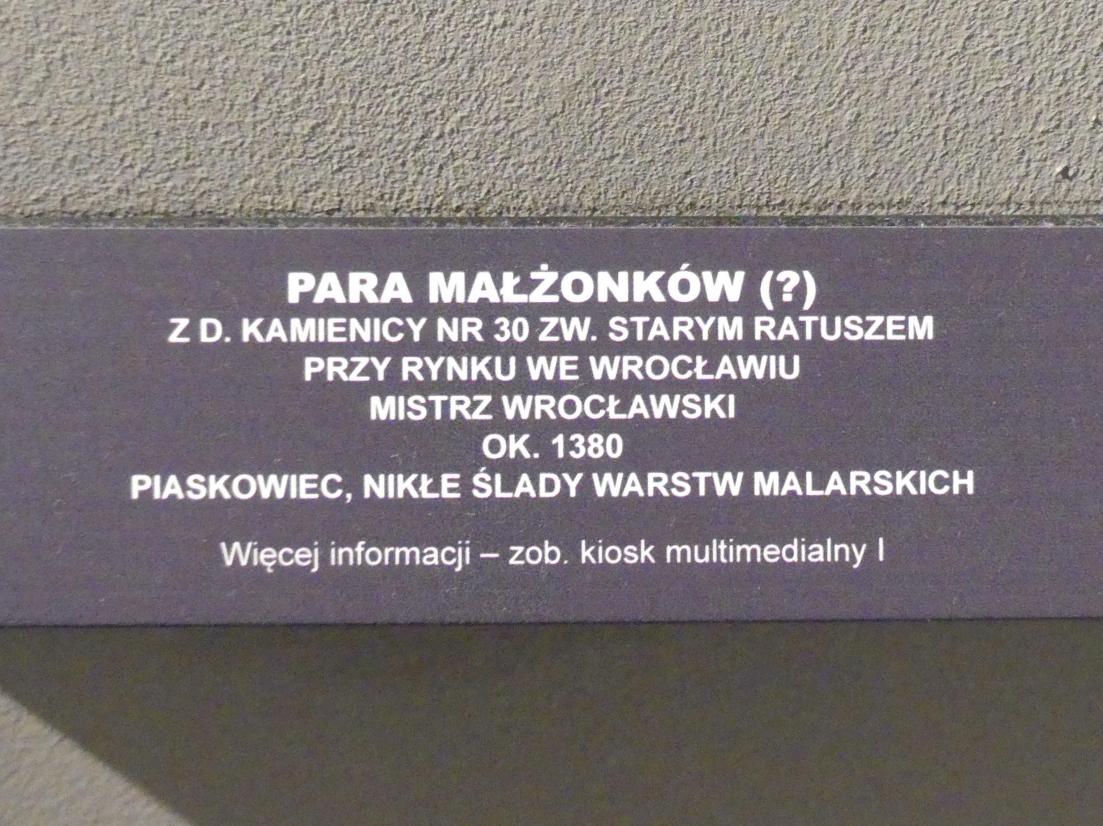 PARA MAŁŻONKÓW (?)
Z D. KAMIENICY NR 30 ZW. STARYM RATUSZEM
PRZY RYNKU WE WROCŁAWIU
MISTRZ WROCŁAWSKI
OK. 1380
PIASKOWIEC, NIKŁE ŚLADY WARSTW MALARSKICH
Więcej informacji – zob. kiosk multimedialny I